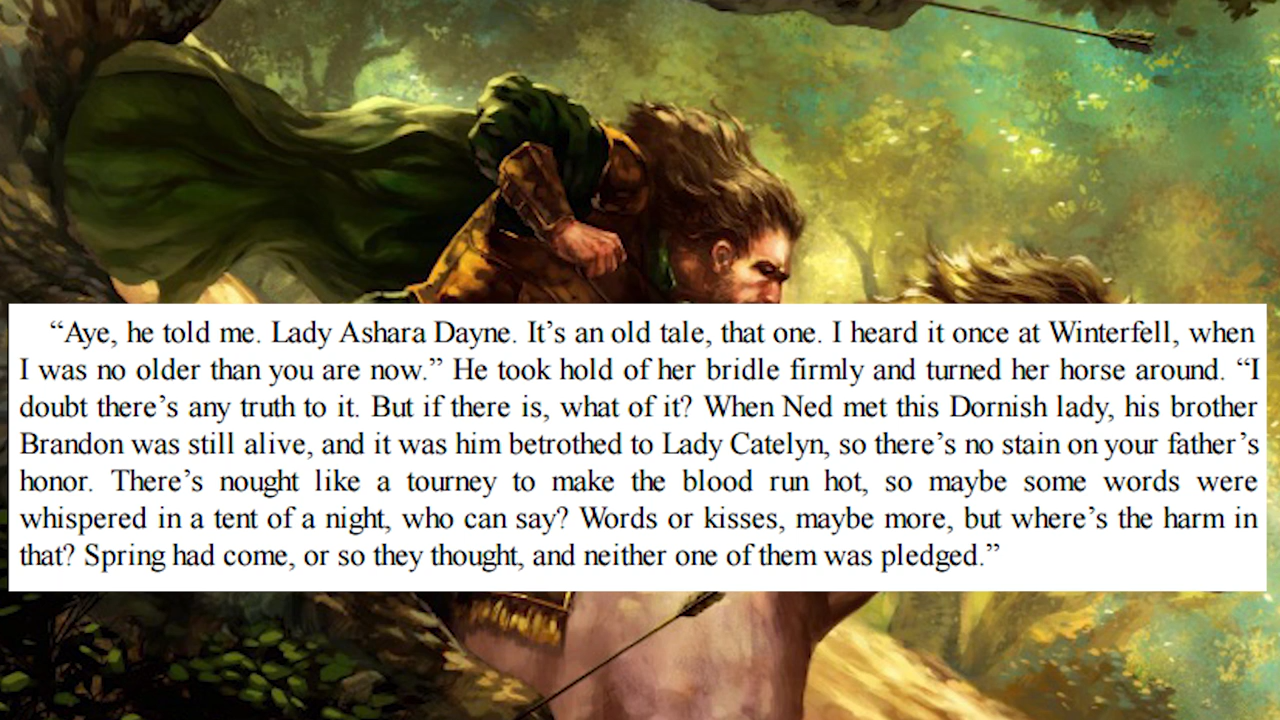 “Aye, he told me. Lady Ashara Dayne. It’s an old tale, that one. I heard it once at Winterfell, when
I was no older than you are now.” He took hold of her bridle firmly and turned her horse around. “I
doubt there’s any truth to it. But if there is, what of it? When Ned met this Dornish lady, his brother
Brandon was still alive, and it was him betrothed to Lady Catelyn, so there’s no stain on your father’s
honor. There’s nought like a tourney to make the blood run hot, so maybe some words were
whispered in a tent of a night, who can say? Words or kisses, maybe more, but where’s the harm in
that? Spring had come, or so they thought, and neither one of them was pledged.”